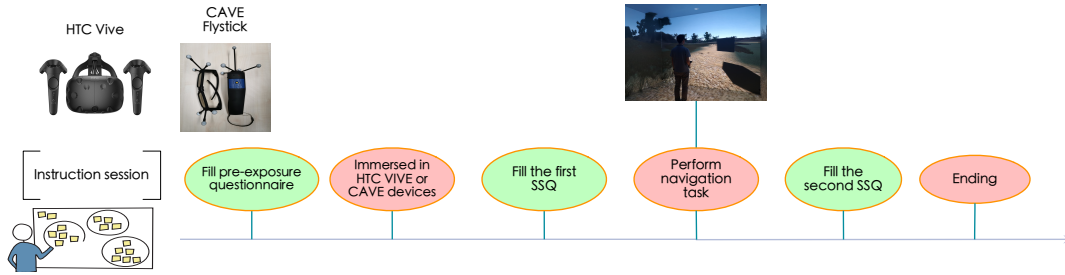 HTC Vive
CAVE
Flystick
Instruction session
Fill pre-exposure
questionnaire
Immersed in
HTC VIVE or
CAVE devices
Fill the first
SSQ
Perform
navigation
task
Fill the
second SSQ
Ending